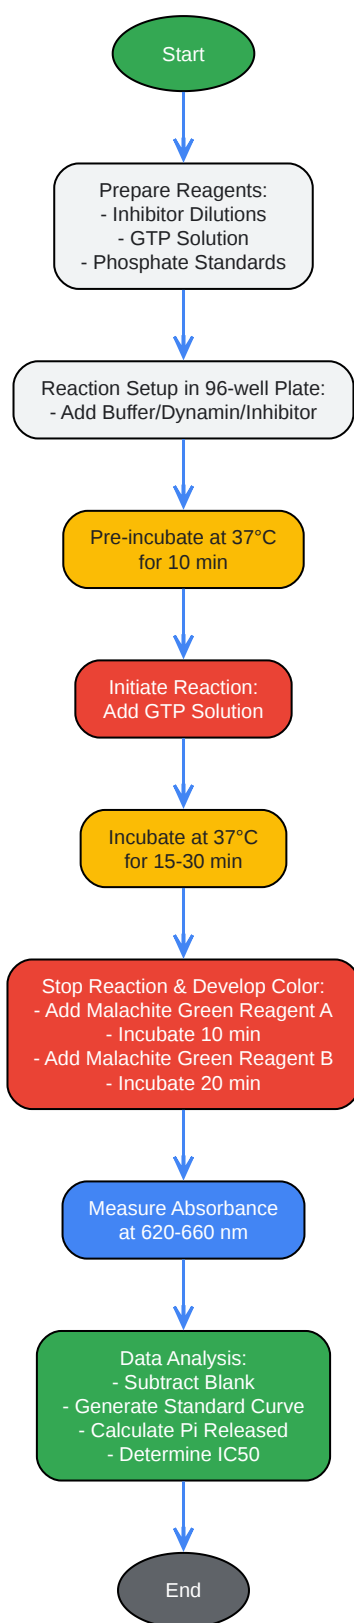 Start
Prepare Reagents:
- Inhibitor Dilutions
- GTP Solution
- Phosphate Standards
Reaction Setup in 96-well Plate:
- Add Buffer/Dynamin/Inhibitor
Pre-incubate at 37°C
for 10 min
Initiate Reaction:
Add GTP Solution
Incubate at 37°C
for 15-30 min
Stop Reaction & Develop Color:
- Add Malachite Green Reagent A
- Incubate 10 min
- Add Malachite Green Reagent B
- Incubate 20 min
Measure Absorbance
at 620-660 nm
Data Analysis:
- Subtract Blank
- Generate Standard Curve
- Calculate Pi Released
- Determine IC50
End